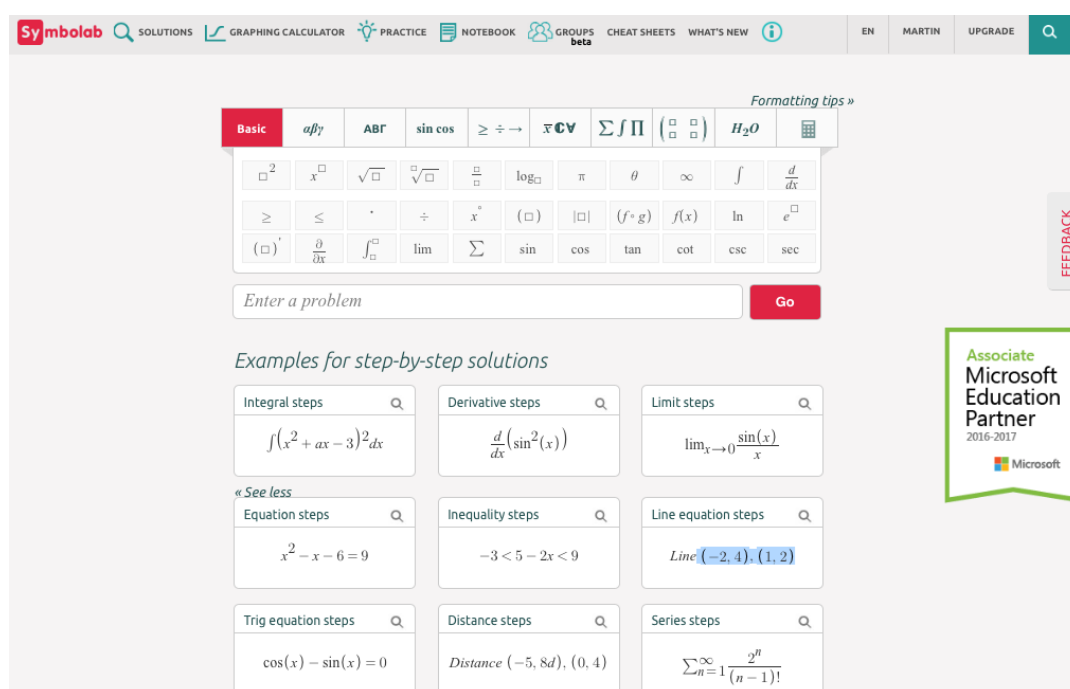 Symbolab SOLUTIONS GRAPHING CALCULATOR PRACTICE NOTEBOOK GROUPS beta CHEAT SHEETS WHAT'S NEW EN MARTIN UPGRADE
Formatting tips »
Basic αβγ ΑΒΓ sin cos ≥ ÷ → x̅ ℂ ∀ ∑ ∫ ∏ (□ □ □ □) H₂O
□² x^□ √□ ^□√□ □/□ log_□ π θ ∞ ∫ d/dx
≥ ≤ · ÷ x° (□) |□| (f ∘ g) f(x) ln e^□
(□)' ∂/∂x ∫_□^□ lim ∑ sin cos tan cot csc sec
FEEDBACK
Enter a problem Go
Examples for step-by-step solutions
Integral steps Derivative steps Limit steps
∫(x² + ax − 3)²dx d/dx(sin²(x)) lim_x→0 sin(x)/x
« See less
Equation steps Inequality steps Line equation steps
x² − x − 6 = 9 −3 < 5 − 2x < 9 Line (−2, 4), (1, 2)
Trig equation steps Distance steps Series steps
cos(x) − sin(x) = 0 Distance (−5, 8d), (0, 4) ∑_n=1^∞ 2^n/(n − 1)!
Associate
Microsoft
Education
Partner
2016-2017
Microsoft